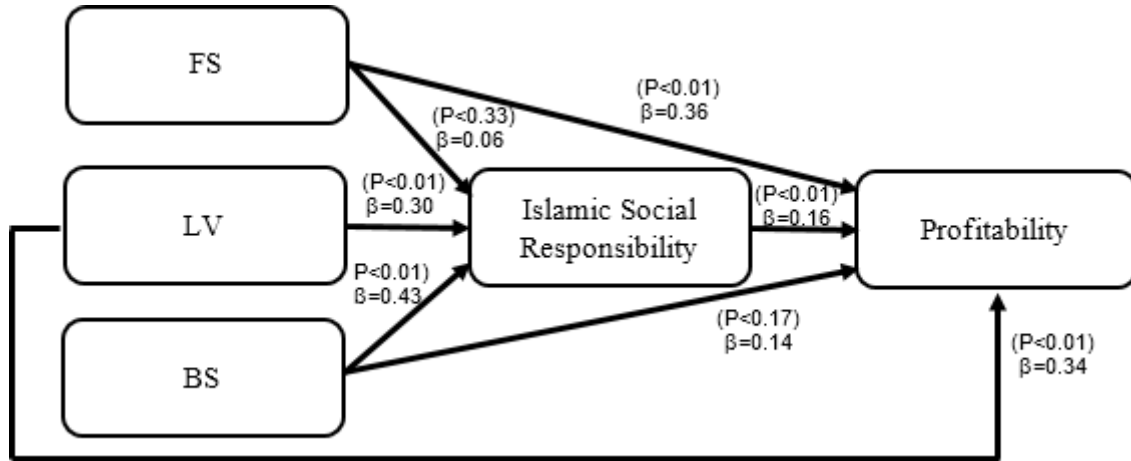 FS
(P<0.01)
β=0.36
(P<0.33)
β=0.06
LV
(P<0.01)
β=0.30
Islamic Social
Responsibility
(P<0.01)
β=0.16
Profitability
P<0.01)
β=0.43
BS
(P<0.17)
β=0.14
(P<0.01)
β=0.34